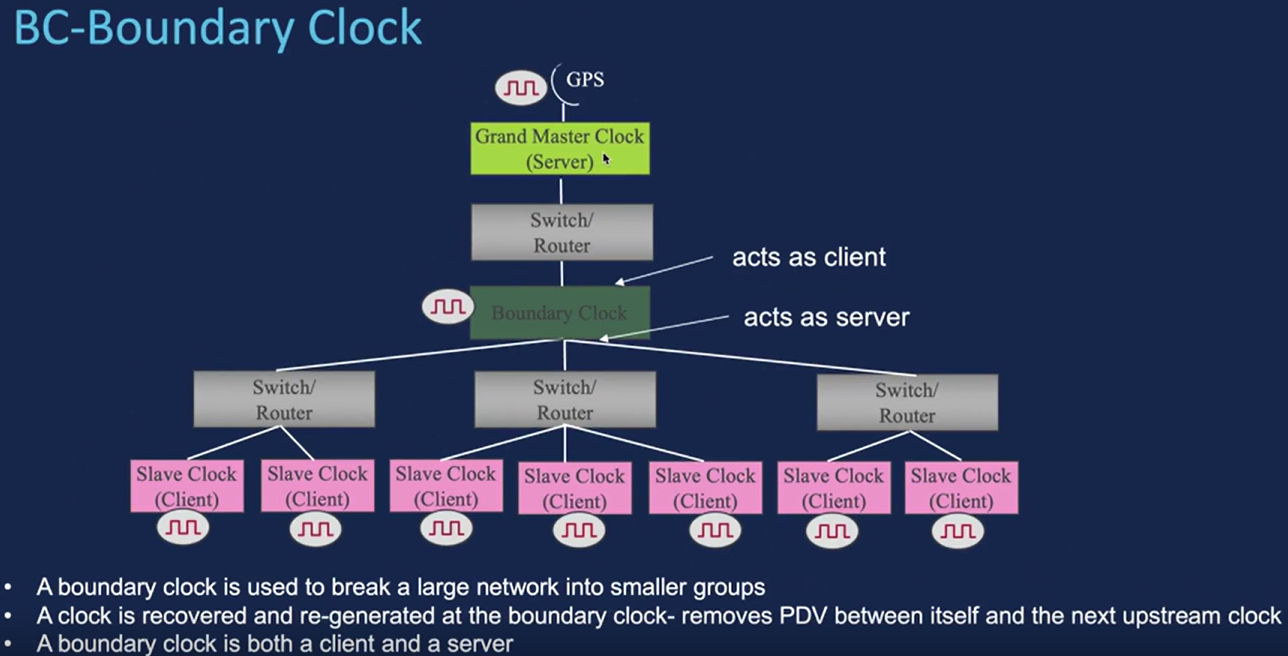 BC-Boundary Clock
GPS
Grand Master Clock
(Server)
Switch/
Router
acts as client
Boundary Clock
acts as server
Switch/
Router
Switch/
Router
Switch/
Router
Slave Clock
(Client)
Slave Clock
(Client)
Slave Clock
(Client)
Slave Clock
(Client)
Slave Clock
(Client)
Slave Clock
(Client)
Slave Clock
(Client)
• A boundary clock is used to break a large network into smaller groups
• A clock is recovered and re-generated at the boundary clock- removes PDV between itself and the next upstream clock
• A boundary clock is both a client and a server